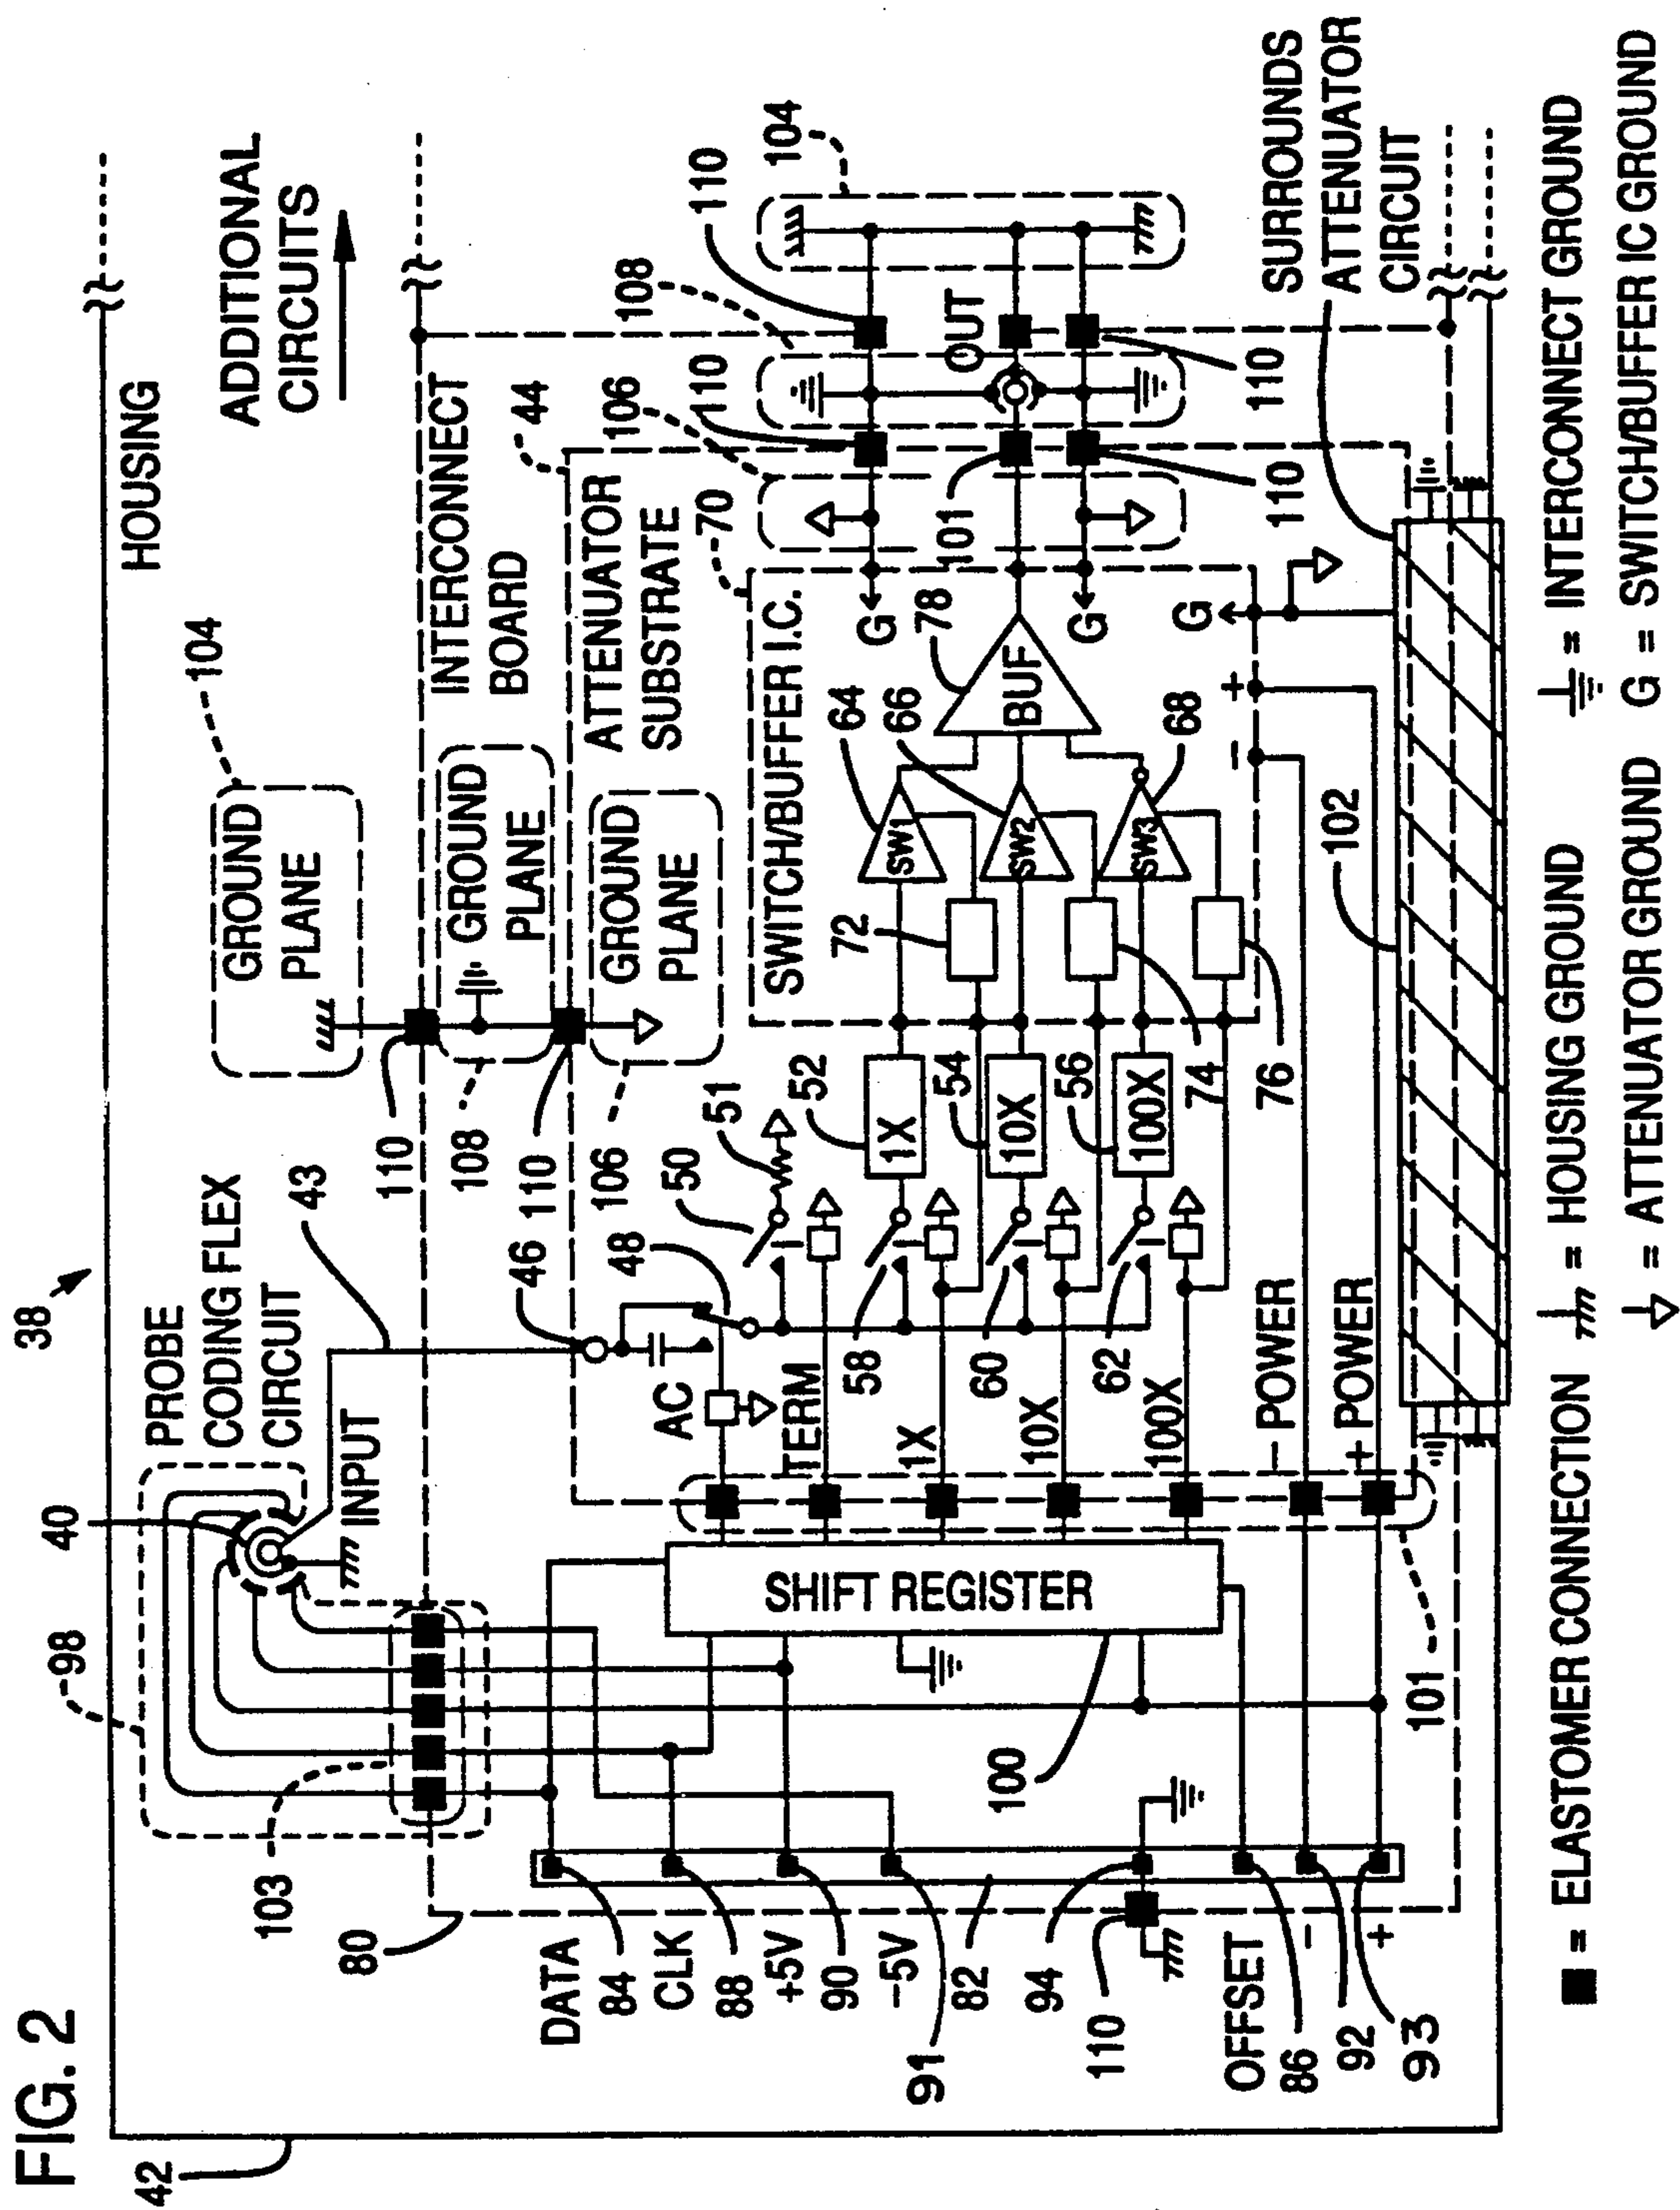 FIG. 2
38
42
HOUSING
ADDITIONAL
CIRCUITS
40
98
PROBE
CODING FLEX
CIRCUIT
INPUT
43
104
GROUND
PLANE
103
80
110
108
GROUND
PLANE
INTERCONNECT
BOARD
110
106
GROUND
PLANE
ATTENUATOR
SUBSTRATE
44
46
48
50
51
AC
TERM
58
1X
60
10X
62
100X
52
1X
54
10X
56
100X
72
74
76
SWITCH/BUFFER I.C.
70
64
SW1
66
SW2
68
SW3
BUF
78
G
G
G
-
+
106
108
110
110
104
OUT
101
110
110
DATA
84
CLK
88
+5V
90
-5V
91
82
94
110
OFFSET
86
-
92
+
93
SHIFT REGISTER
100
101
- POWER
+ POWER
102
SURROUNDS
ATTENUATOR
CIRCUIT
= ELASTOMER CONNECTION
= HOUSING GROUND
= INTERCONNECT GROUND
= ATTENUATOR GROUND
G = SWITCH/BUFFER IC GROUND